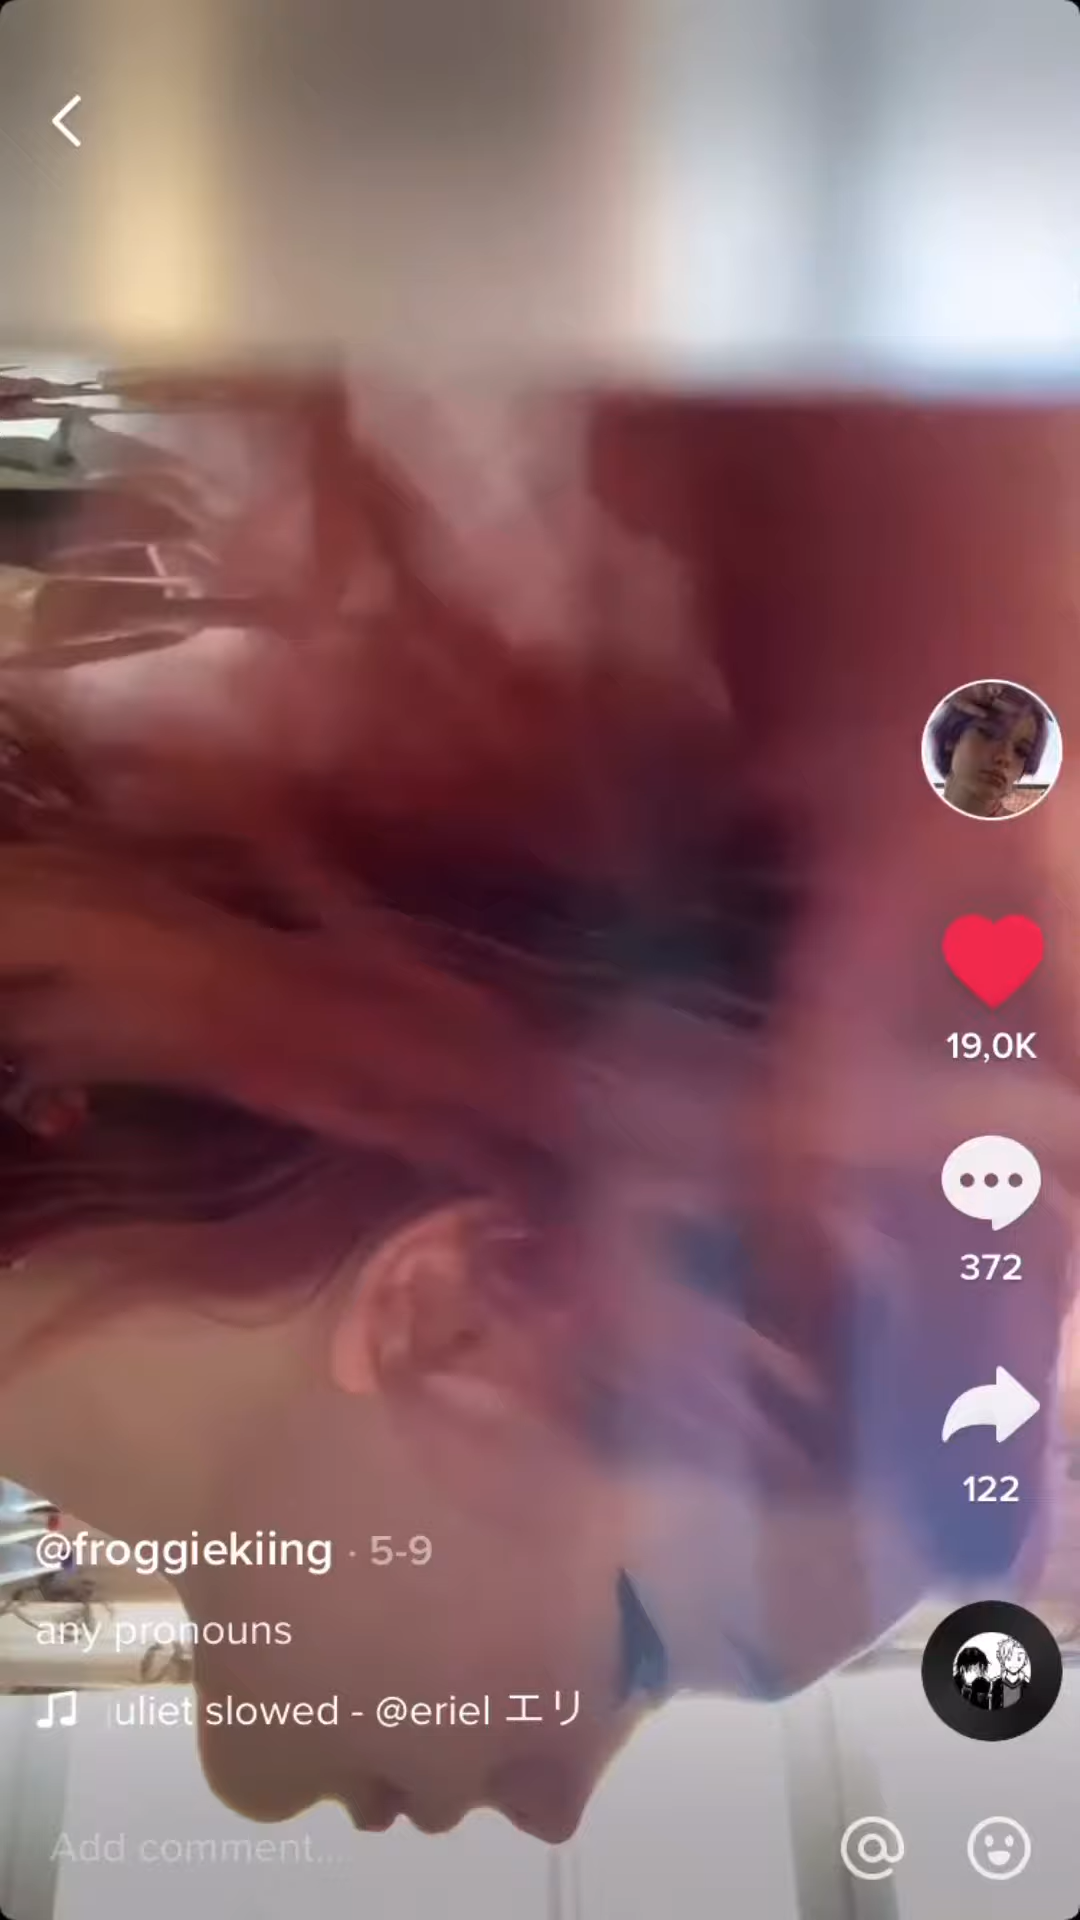 19,0K
372
122
@froggiekiing · 5-9
any pronouns
uliet slowed - @eriel エリ
Add comment...